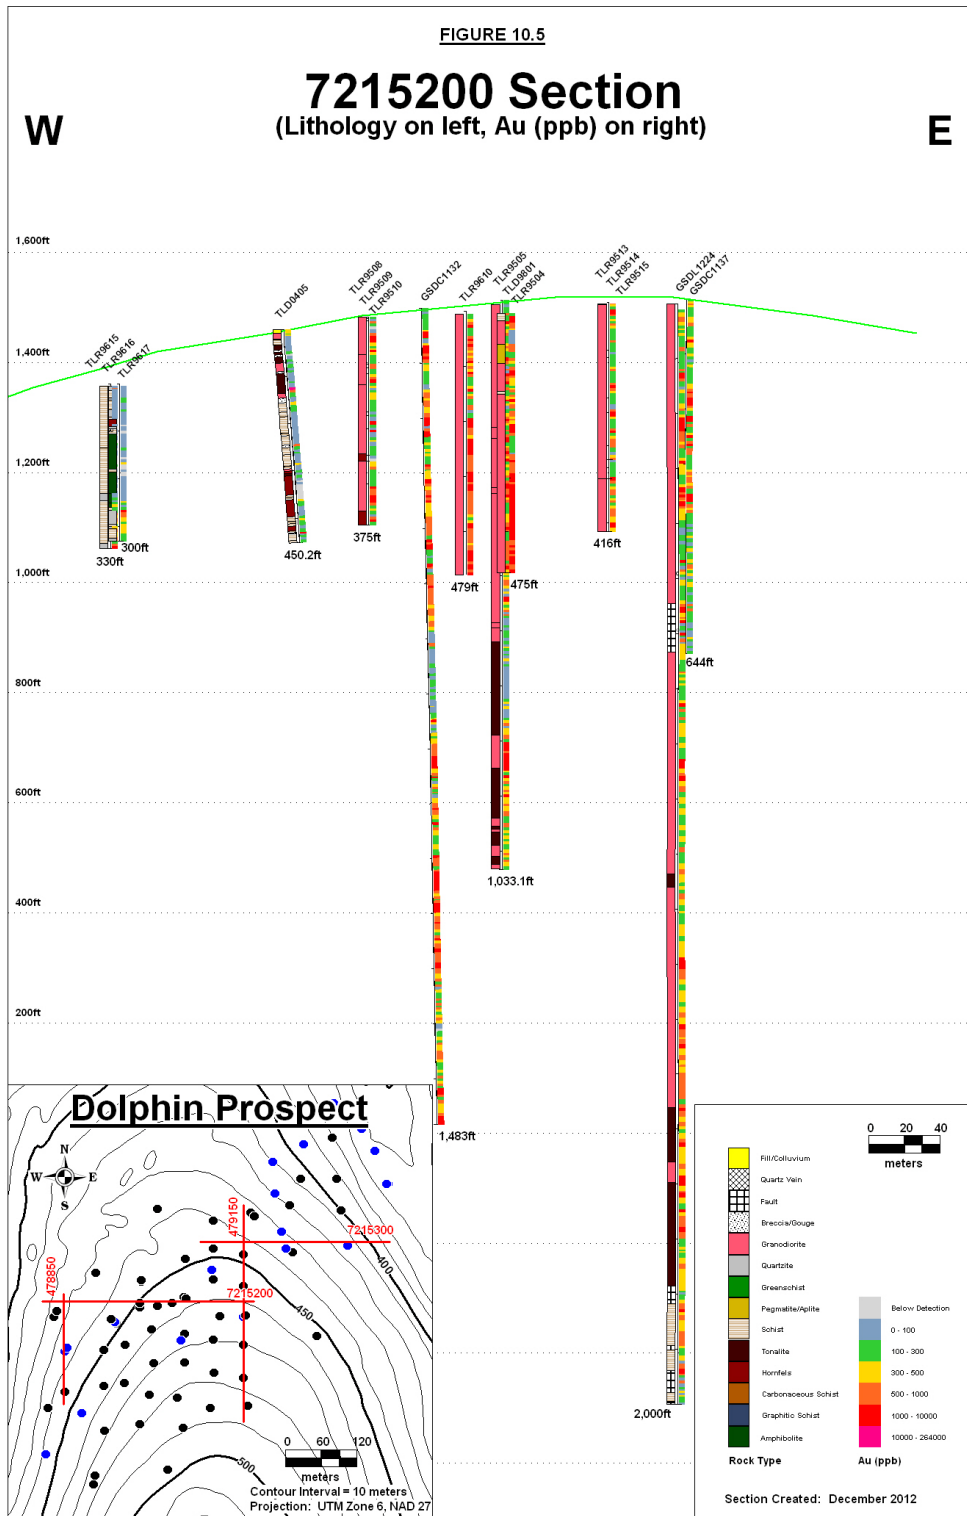 FIGURE 10.5
7215200 Section
(Lithology on left, Au (ppb) on right)
W
E
1,600ft
1,400ft
1,200ft
1,000ft
800ft
600ft
400ft
200ft
TLR9615
TLR9616
TLR9617
TLD0405
TLR9508
TLR9509
TLR9510
GSDC1132
TLR9610
TLR9505
TLD9801
TLR9504
TLR9513
TLR9514
TLR9515
GSDL1224
GSDC1137
330ft
300ft
450.2ft
375ft
479ft
475ft
416ft
644ft
1,033.1ft
1,483ft
2,000ft
Dolphin Prospect
N
W
E
S
479150
7215300
478850
7215200
400
450
500
0 60 120
meters
Contour Interval = 10 meters
Projection: UTM Zone 6, NAD 27
0 20 40
meters
Fill/Colluvium
Quartz Vein
Fault
Breccia/Gouge
Granodiorite
Quartzite
Greenschist
Pegmatite/Aplite
Schist
Tonalite
Hornfels
Carbonaceous Schist
Graphitic Schist
Amphibolite
Rock Type
Below Detection
0 - 100
100 - 300
300 - 500
500 - 1000
1000 - 10000
10000 - 264000
Au (ppb)
Section Created: December 2012